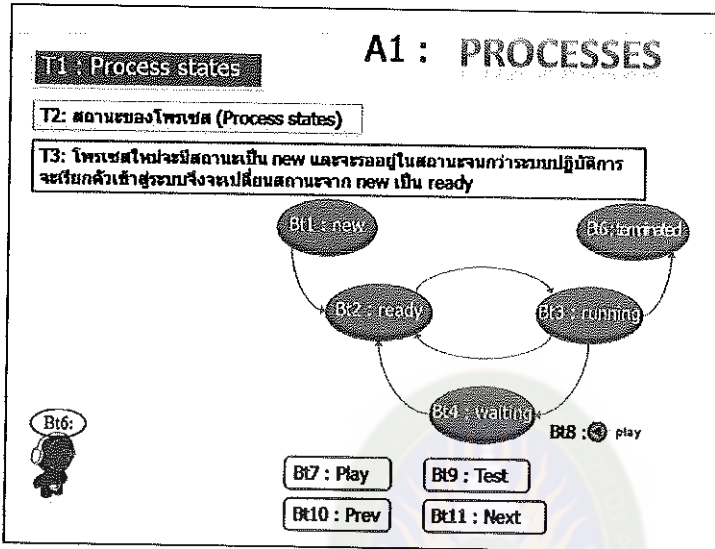 A1 : PROCESSES
T1 : Process states
T2: สถานะของโพรเซส (Process states)
T3: โพรเซสใหม่จะมีสถานะเป็น new และจะรออยู่ในสถานะจนกว่าระบบปฏิบัติการ
จะเรียกตัวเข้าสู่ระบบจึงจะเปลี่ยนสถานะจาก new เป็น ready
Bt1 : new
Bt6: terminated
Bt2 : ready
Bt3 : running
Bt4 : waiting
Bt8 : play
Bt6:
Bt7 : Play
Bt9 : Test
Bt10 : Prev
Bt11 : Next